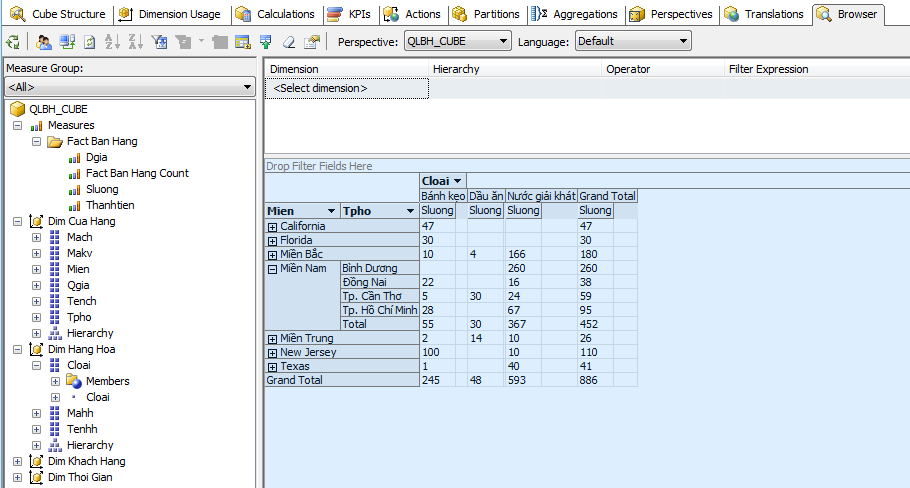 Cube Structure Dimension Usage Calculations KPIs Actions Partitions Aggregations Perspectives Translations Browser
Perspective: QLBH_CUBE Language: Default
Measure Group:
<All>
QLBH_CUBE
Measures
Fact Ban Hang
Dgia
Fact Ban Hang Count
Sluong
Thanhtien
Dim Cua Hang
Mach
Makv
Mien
Qgia
Tench
Tpho
Hierarchy
Dim Hang Hoa
Cloai
Members
Cloai
Mahh
Tenhh
Hierarchy
Dim Khach Hang
Dim Thoi Gian
Dimension Hierarchy Operator Filter Expression
<Select dimension>
Drop Filter Fields Here
Cloai
Bánh kẹo Dầu ăn Nước giải khát Grand Total
Mien Tpho Sluong Sluong Sluong Sluong
California 47 47
Florida 30 30
Miền Bắc 10 4 166 180
Miền Nam Bình Dương 260 260
Đồng Nai 22 16 38
Tp. Cần Thơ 5 30 24 59
Tp. Hồ Chí Minh 28 67 95
Total 55 30 367 452
Miền Trung 2 14 10 26
New Jersey 100 10 110
Texas 1 40 41
Grand Total 245 48 593 886